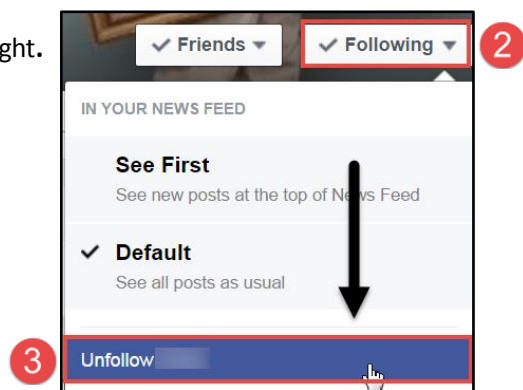 ght.
✓ Friends ▼
✓ Following ▼
2
IN YOUR NEWS FEED
See First
See new posts at the top of News Feed
✓ Default
See all posts as usual
3
Unfollow